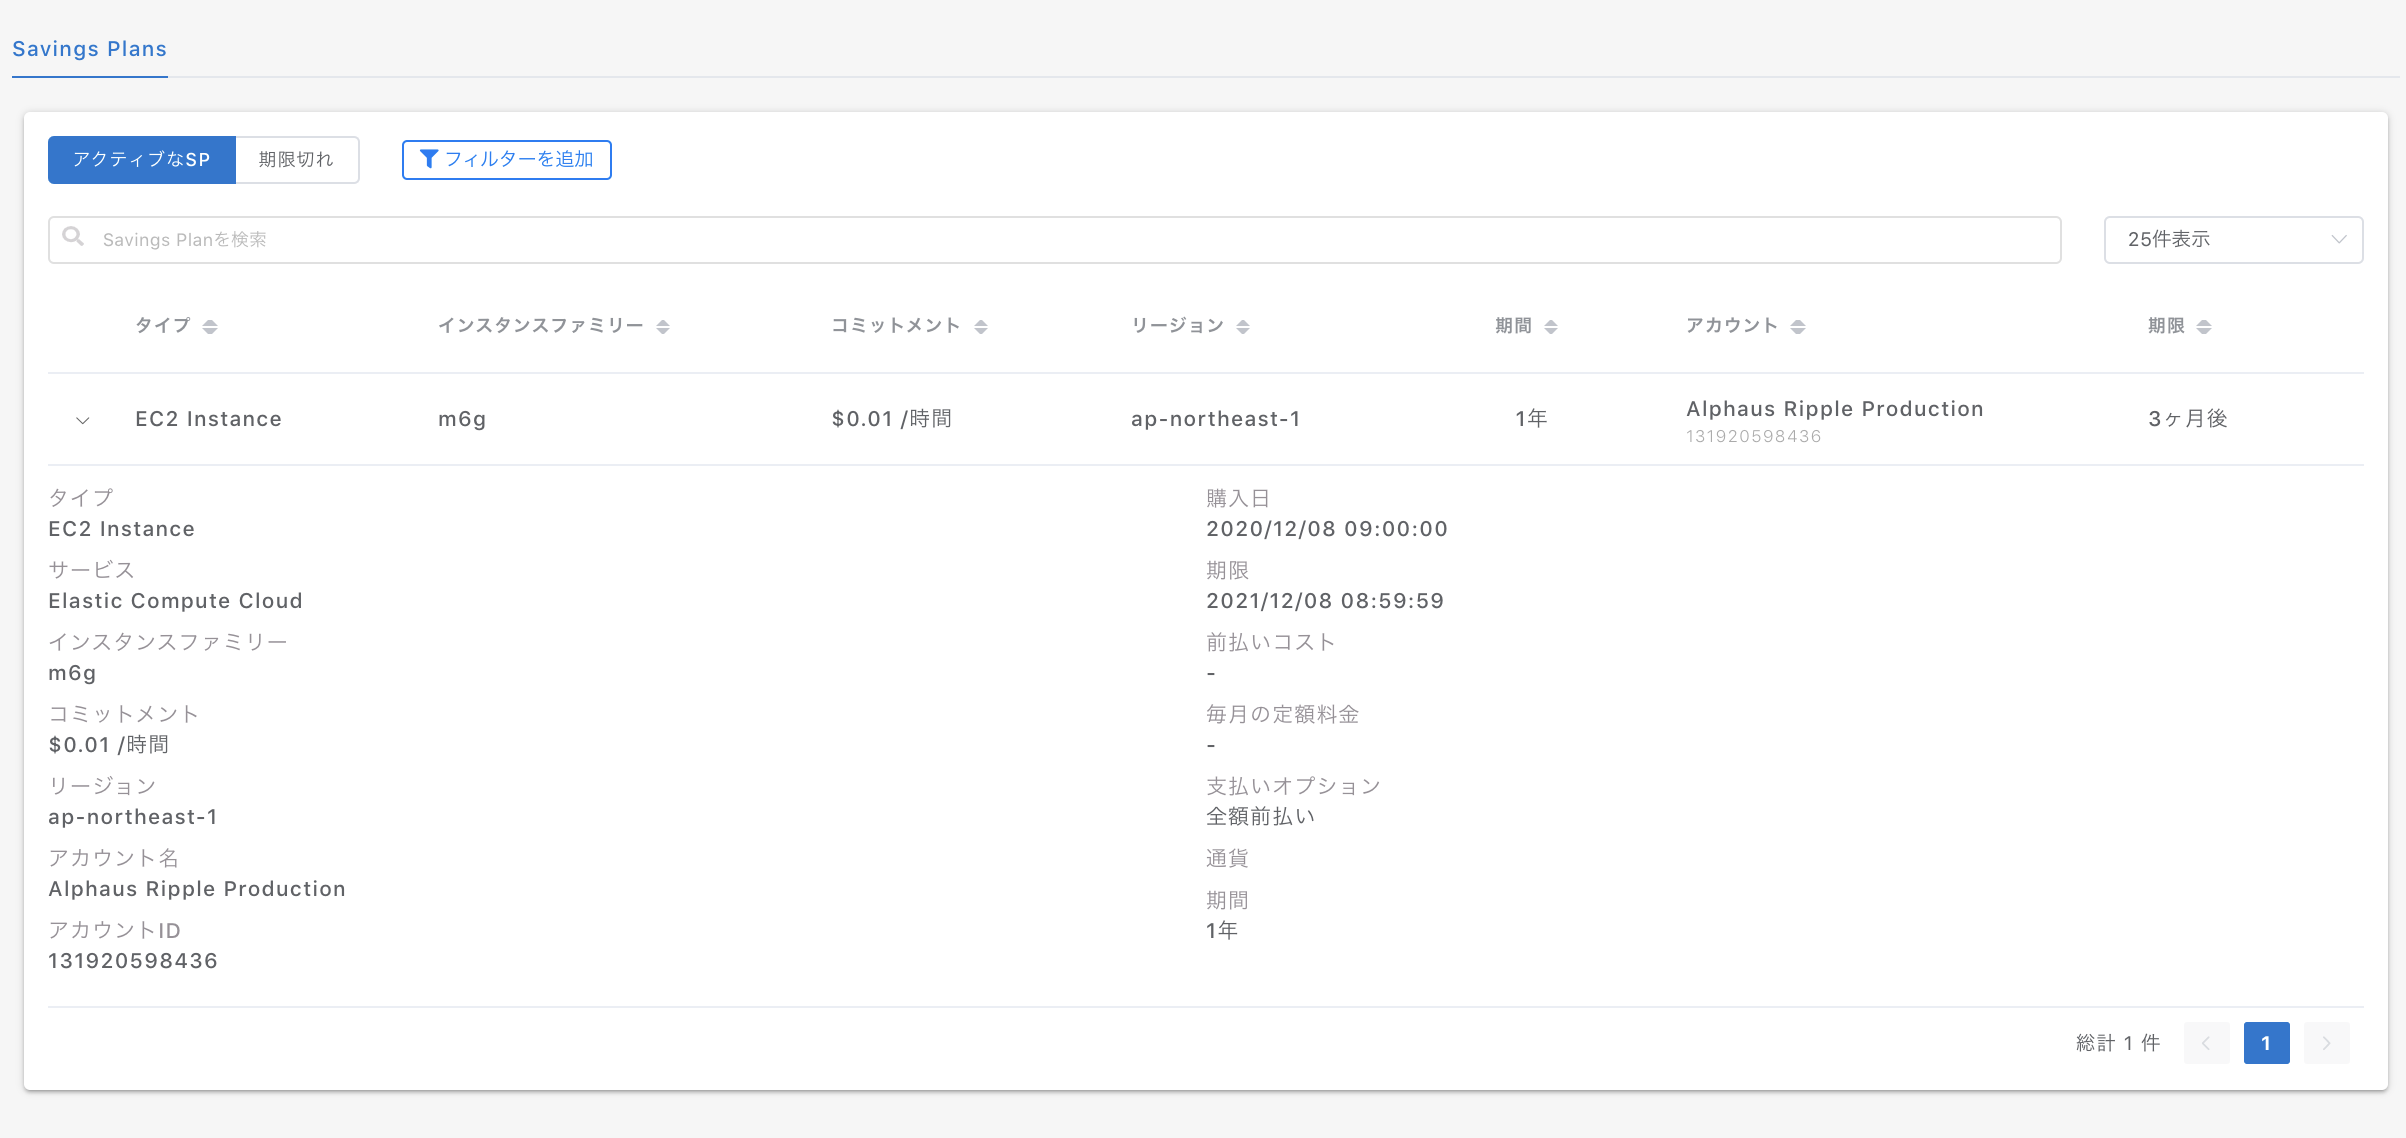 Savings Plans
アクティブなSP 期限切れ フィルターを追加
Savings Planを検索 25件表示
タイプ インスタンスファミリー コミットメント リージョン 期間 アカウント 期限
EC2 Instance m6g $0.01 /時間 ap-northeast-1 1年 Alphaus Ripple Production 3ヶ月後
131920598436
タイプ
EC2 Instance
サービス
Elastic Compute Cloud
インスタンスファミリー
m6g
コミットメント
$0.01 /時間
リージョン
ap-northeast-1
アカウント名
Alphaus Ripple Production
アカウントID
131920598436
購入日
2020/12/08 09:00:00
期限
2021/12/08 08:59:59
前払いコスト
-
毎月の定額料金
-
支払いオプション
全額前払い
通貨
期間
1年
総計 1 件 1